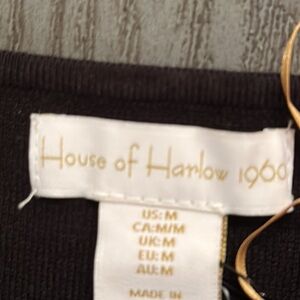 House of Harlow 1960
US: M
CA: M/M
UK: M
EU: M
AU: M
MADE IN